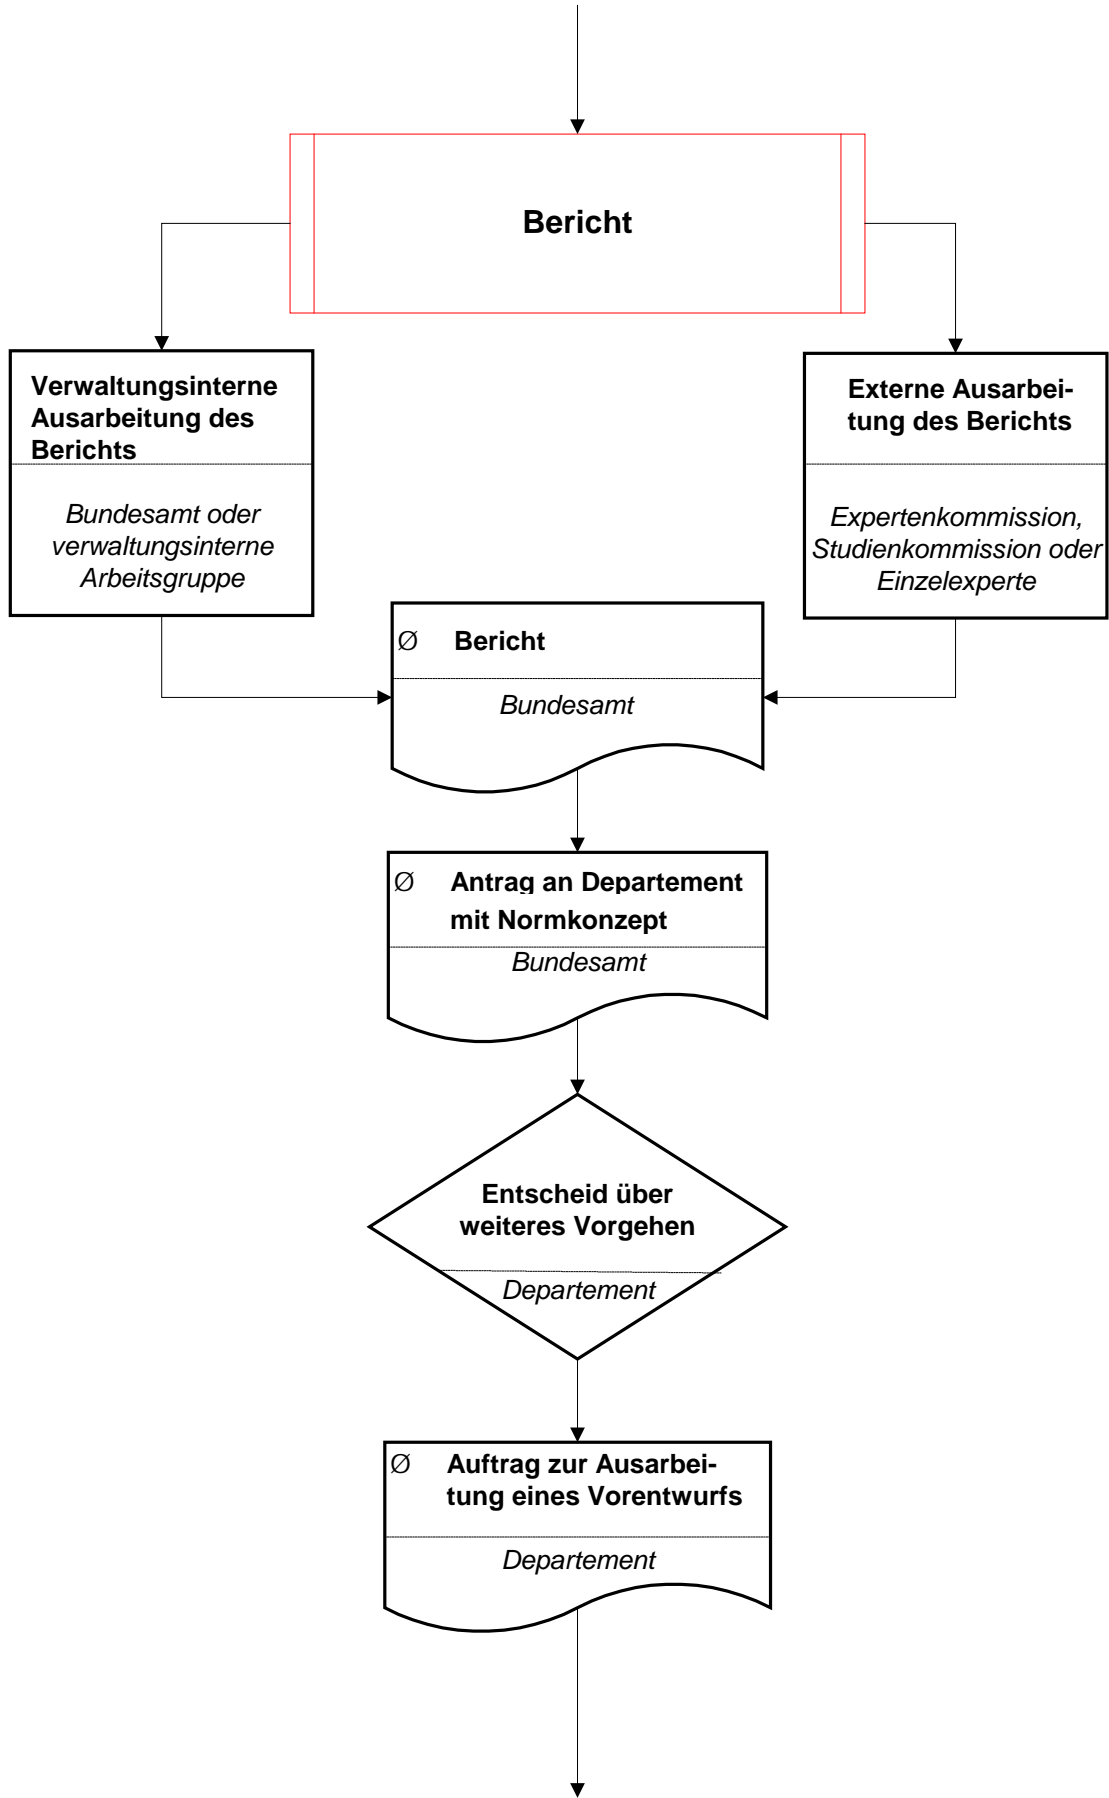 Bericht
Verwaltungsinterne
Ausarbeitung des
Berichts
Bundesamt oder
verwaltungsinterne
Arbeitsgruppe
Externe Ausarbei-
tung des Berichts
Expertenkommission,
Studienkommission oder
Einzelexperte
Ø Bericht
Bundesamt
Ø Antrag an Departement
mit Normkonzept
Bundesamt
Entscheid über
weiteres Vorgehen
Departement
Ø Auftrag zur Ausarbei-
tung eines Vorentwurfs
Departement